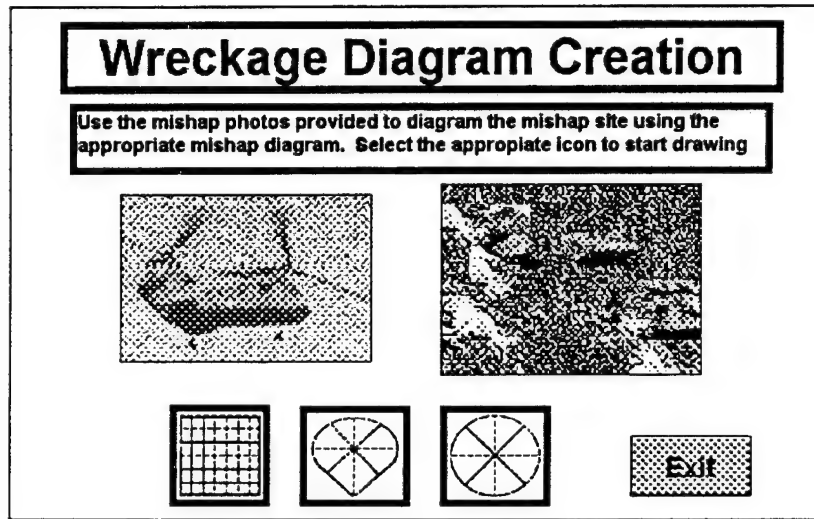 Wreckage Diagram Creation
Use the mishap photos provided to diagram the mishap site using the
appropriate mishap diagram. Select the appropiate icon to start drawing
Exit